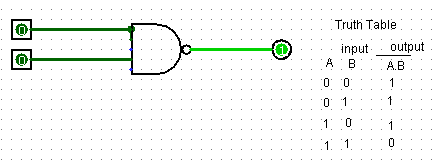 Truth Table
input output
A B A.B
0 0 1
0 1 1
1 0 1
1 1 0
0
0
1